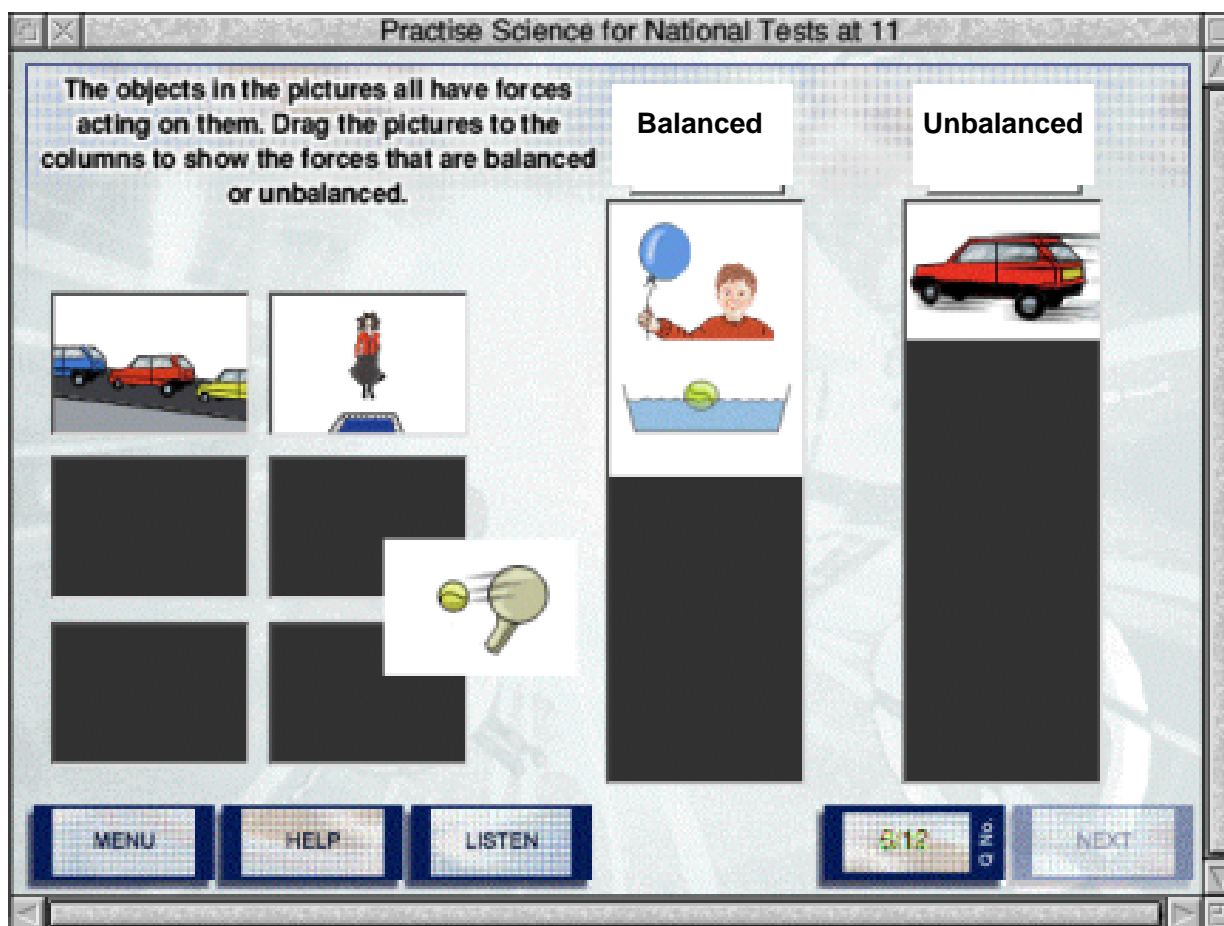 Practise Science for National Tests at 11
The objects in the pictures all have forces
acting on them. Drag the pictures to the
columns to show the forces that are balanced
or unbalanced.
Balanced
Unbalanced
MENU
HELP
LISTEN
Q No.
NEXT